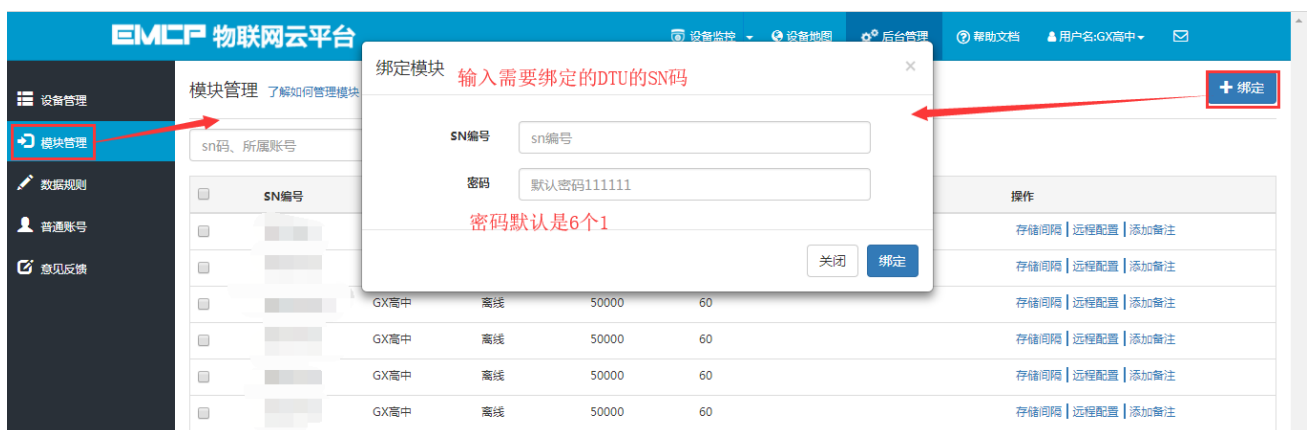 EMCP 物联网云平台
设备监控
设备地图
后台管理
帮助文档
用户名:GX高中
设备管理
模块管理
数据规则
普通账号
意见反馈
模块管理 了解如何管理模块
+ 绑定
sn码、所属账号
绑定模块
输入需要绑定的DTU的SN码
×
SN编号 sn编号
密码 默认密码111111
密码默认是6个1
关闭 绑定
SN编号 操作
存储间隔 | 远程配置 | 添加备注
存储间隔 | 远程配置 | 添加备注
GX高中 离线 50000 60 存储间隔 | 远程配置 | 添加备注
GX高中 离线 50000 60 存储间隔 | 远程配置 | 添加备注
GX高中 离线 50000 60 存储间隔 | 远程配置 | 添加备注
GX高中 离线 50000 60 存储间隔 | 远程配置 | 添加备注